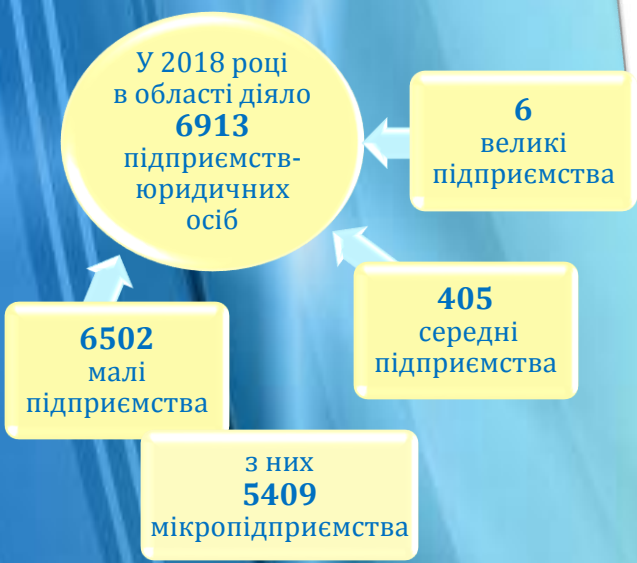 У 2018 році
в області діяло
6913
підприємств-
юридичних
осіб
6
великі
підприємства
405
середні
підприємства
6502
малі
підприємства
з них
5409
мікропідприємства